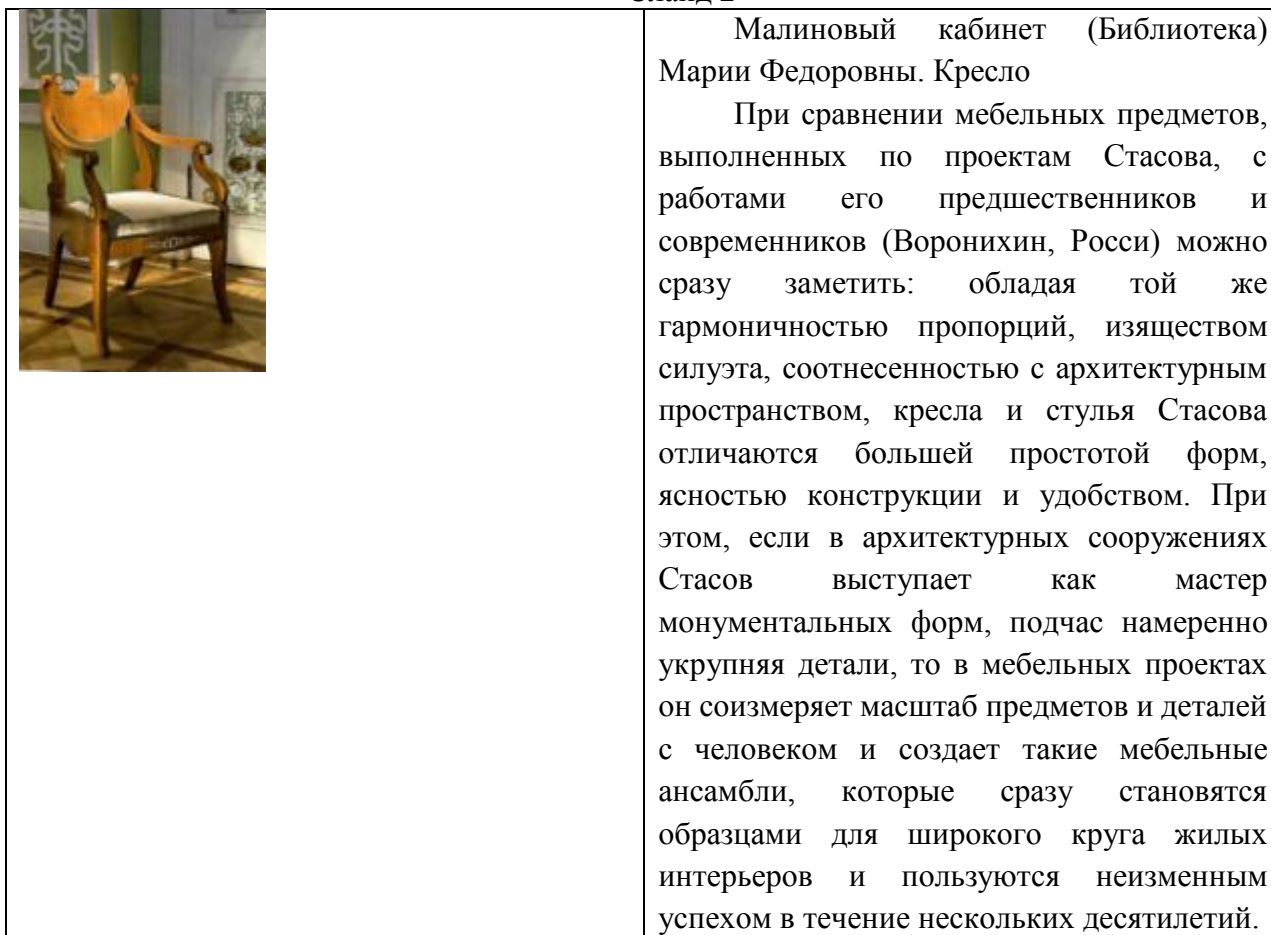 Малиновый кабинет (Библиотека)
Марии Федоровны. Кресло
При сравнении мебельных предметов,
выполненных по проектам Стасова, с
работами его предшественников и
современников (Воронихин, Росси) можно
сразу заметить: обладая той же
гармоничностью пропорций, изяществом
силуэта, соотнесенностью с архитектурным
пространством, кресла и стулья Стасова
отличаются большей простотой форм,
ясностью конструкции и удобством. При
этом, если в архитектурных сооружениях
Стасов выступает как мастер
монументальных форм, подчас намеренно
укрупняя детали, то в мебельных проектах
он соизмеряет масштаб предметов и деталей
с человеком и создает такие мебельные
ансамбли, которые сразу становятся
образцами для широкого круга жилых
интерьеров и пользуются неизменным
успехом в течение нескольких десятилетий.